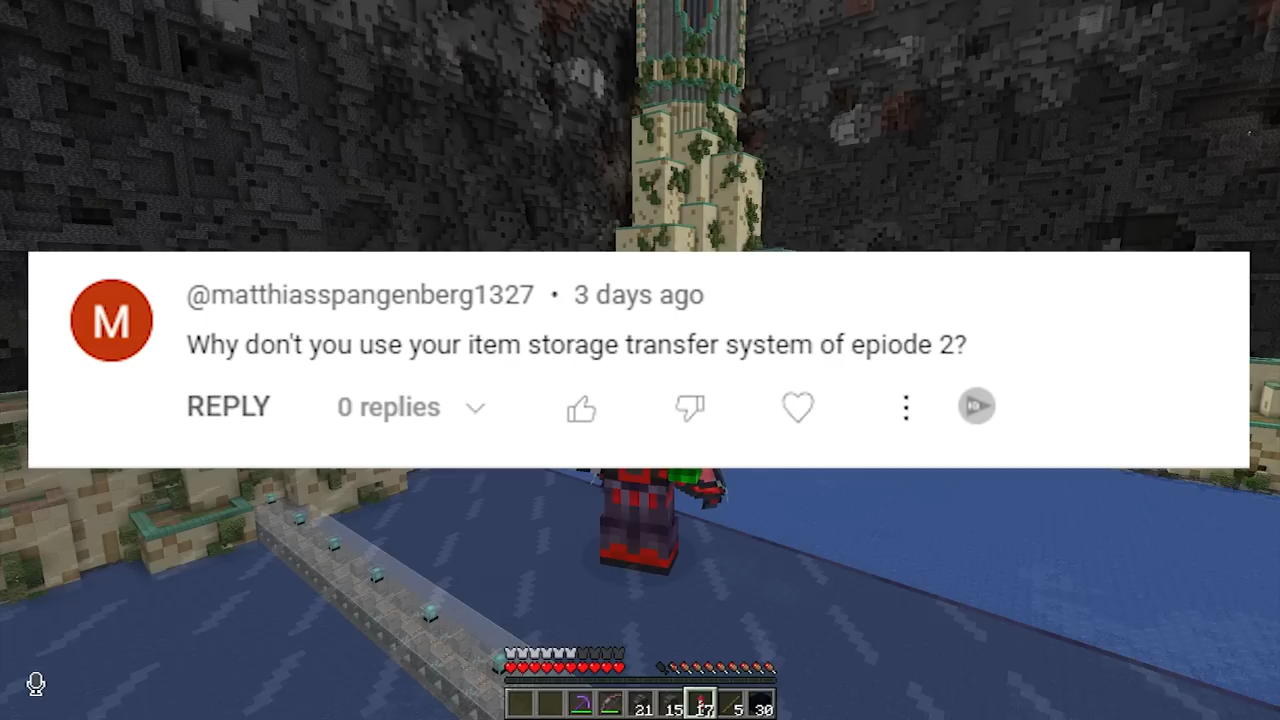 M
@matthiasspangenberg1327 • 3 days ago
Why don't you use your item storage transfer system of epiode 2?
REPLY 0 replies
21 15 17 5 30